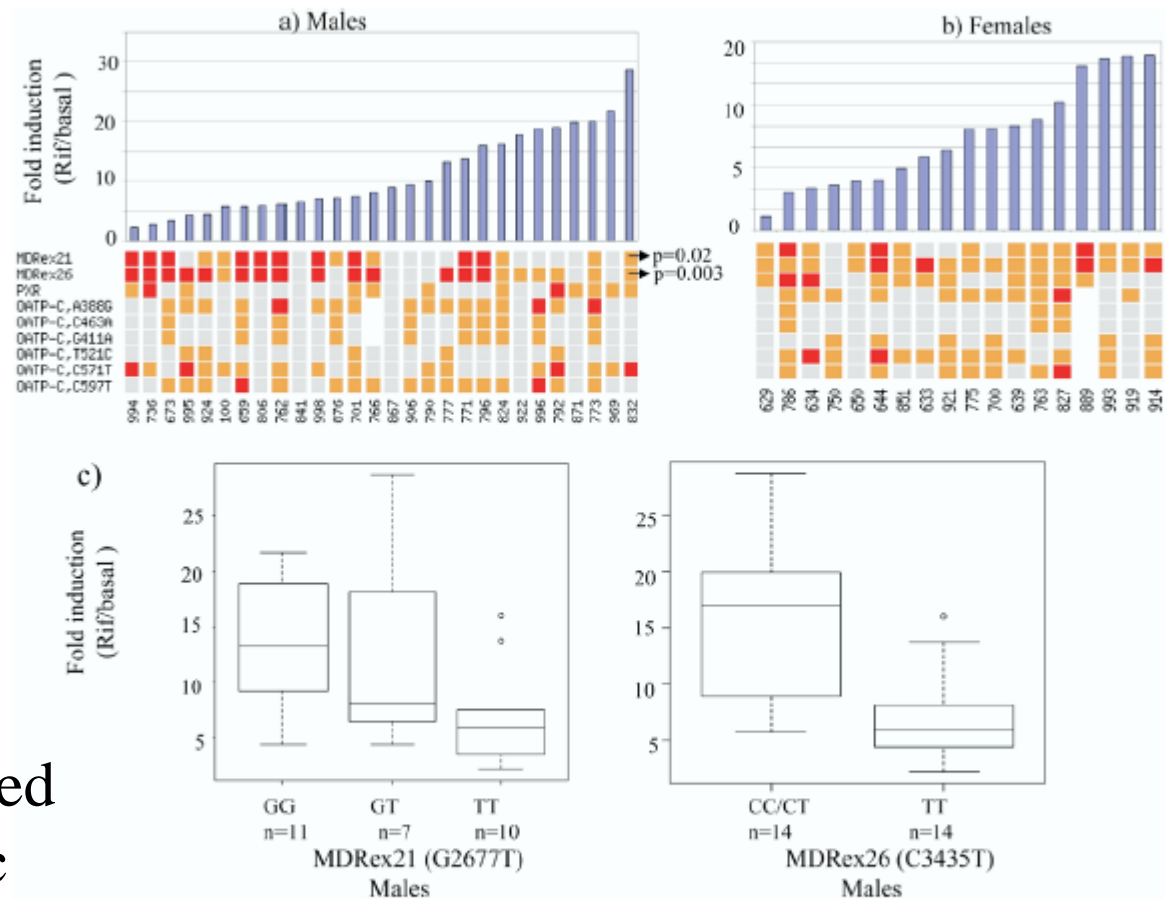 a) Males
b) Females
Fold induction
(Rif/basal )
30
20
10
0
20
10
5
0
MDRex21
MDRex26
PXR
OATP-C,A388G
OATP-C,C463A
OATP-C,G411A
OATP-C,T521C
OATP-C,C571T
OATP-C,C597T
p=0.02
p=0.003
994 736 673 695 924 100 659 806 762 841 998 676 701 766 867 906 790 777 771 796 824 922 996 792 871 773 969 832
629 786 634 750 650 644 851 633 921 775 700 639 763 827 889 993 919 914
c)
Fold induction
(Rif/basal )
25
20
15
10
5
25
20
15
10
5
GG GT TT
n=11 n=7 n=10
MDRex21 (G2677T)
Males
CC/CT TT
n=14 n=14
MDRex26 (C3435T)
Males
ed
c